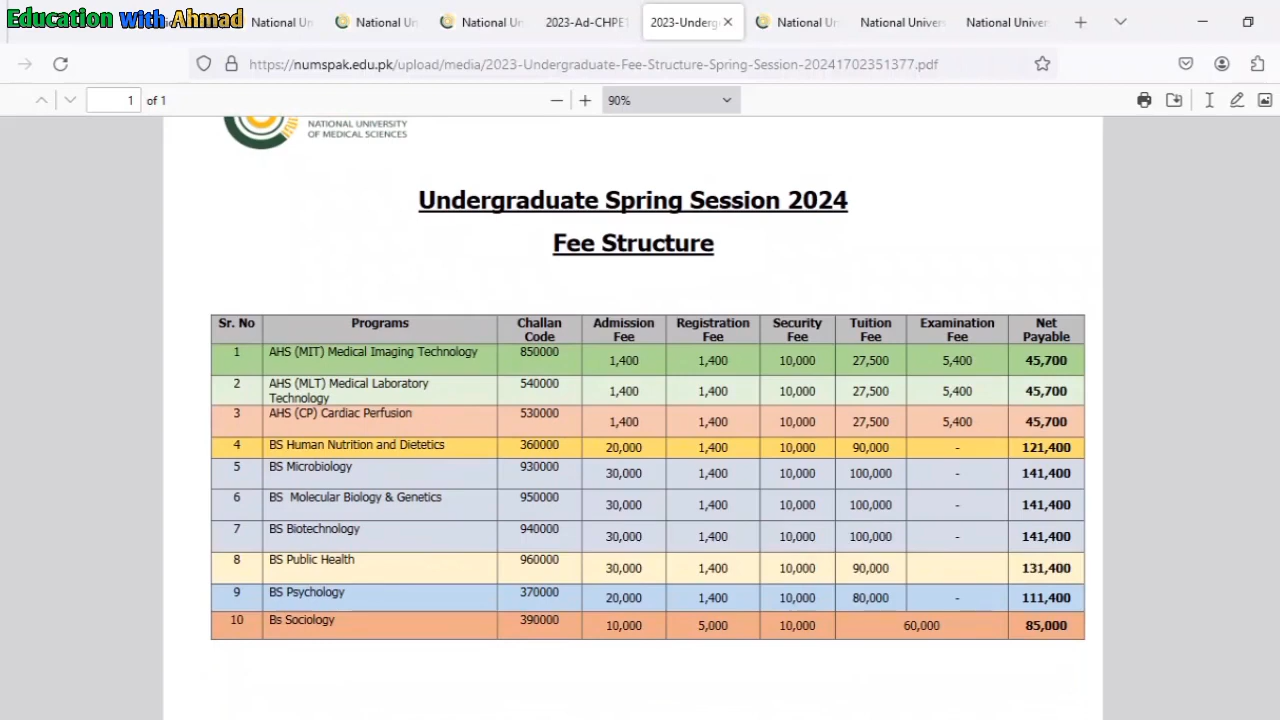 Education with Ahmad
National Un
National Un
National Un
2023-Ad-CHPE
2023-Underg
National Un
National Univers
National Univer
https://numspak.edu.pk/upload/media/2023-Undergraduate-Fee-Structure-Spring-Session-20241702351377.pdf
1 of 1
90%
NATIONAL UNIVERSITY
OF MEDICAL SCIENCES
Undergraduate Spring Session 2024
Fee Structure
Sr. No Programs Challan Code Admission Fee Registration Fee Security Fee Tuition Fee Examination Fee Net Payable
1 AHS (MIT) Medical Imaging Technology 850000 1,400 1,400 10,000 27,500 5,400 45,700
2 AHS (MLT) Medical Laboratory Technology 540000 1,400 1,400 10,000 27,500 5,400 45,700
3 AHS (CP) Cardiac Perfusion 530000 1,400 1,400 10,000 27,500 5,400 45,700
4 BS Human Nutrition and Dietetics 360000 20,000 1,400 10,000 90,000 - 121,400
5 BS Microbiology 930000 30,000 1,400 10,000 100,000 - 141,400
6 BS Molecular Biology & Genetics 950000 30,000 1,400 10,000 100,000 - 141,400
7 BS Biotechnology 940000 30,000 1,400 10,000 100,000 - 141,400
8 BS Public Health 960000 30,000 1,400 10,000 90,000 131,400
9 BS Psychology 370000 20,000 1,400 10,000 80,000 - 111,400
10 Bs Sociology 390000 10,000 5,000 10,000 60,000 85,000